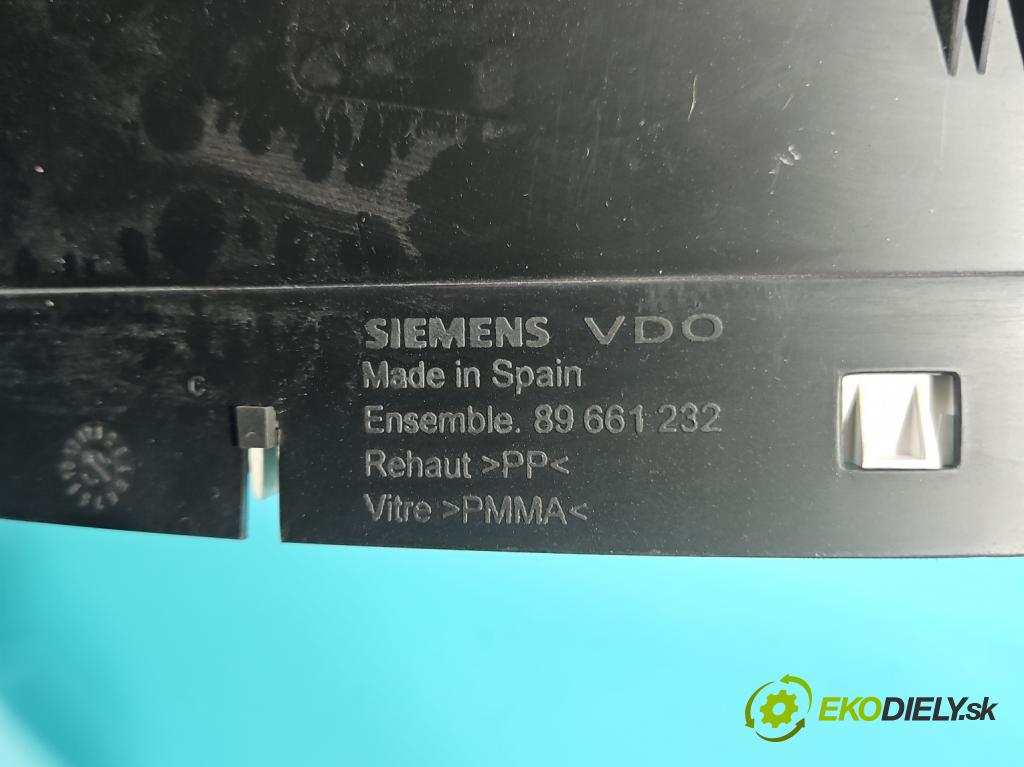 SIEMENS VDO
Made in Spain
Ensemble. 89 661 232
Rehaut >PP<
Vitre >PMMA<
C
EKODIELY.sk